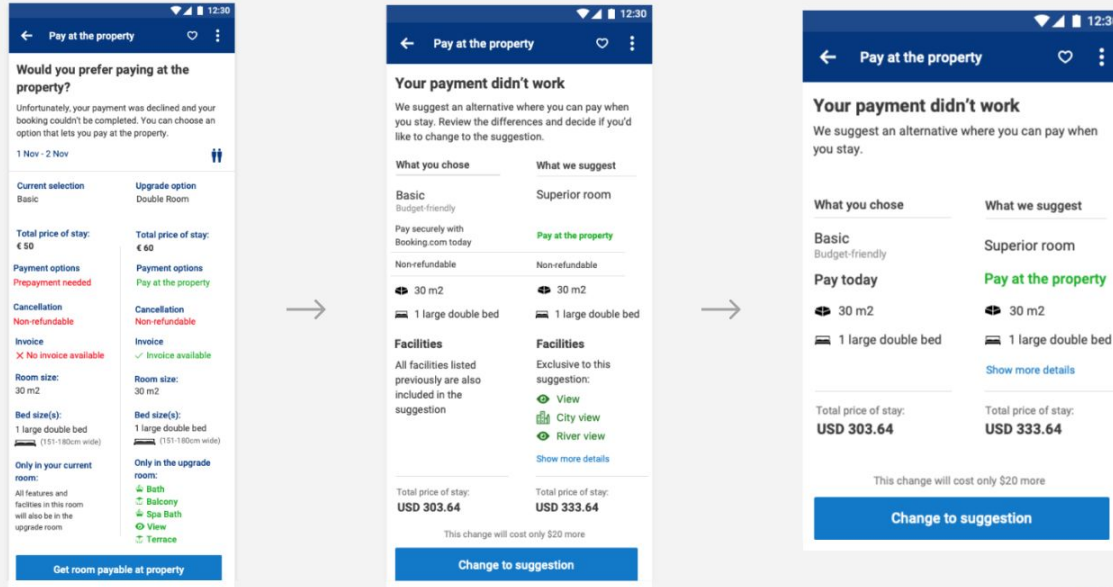 12:30
Pay at the property
Would you prefer paying at the
property?
Unfortunately, your payment was declined and your
booking couldn't be completed. You can choose an
option that lets you pay at the property.
1 Nov - 2 Nov
Current selection
Basic
Upgrade option
Double Room
Total price of stay:
€ 50
Total price of stay:
€ 60
Payment options
Prepayment needed
Payment options
Pay at the property
Cancellation
Non-refundable
Cancellation
Non-refundable
Invoice
No invoice available
Invoice
Invoice available
Room size:
30 m2
Room size:
30 m2
Bed size(s):
1 large double bed
(151-180cm wide)
Bed size(s):
1 large double bed
(151-180cm wide)
Only in your current
room:
All features and
facilities in this room
will also be in the
upgrade room
Only in the upgrade
room:
Bath
Balcony
Spa Bath
View
Terrace
Get room payable at property
12:30
Pay at the property
Your payment didn't work
We suggest an alternative where you can pay when
you stay. Review the differences and decide if you'd
like to change to the suggestion.
What you chose
What we suggest
Basic
Budget-friendly
Superior room
Pay securely with
Booking.com today
Pay at the property
Non-refundable
Non-refundable
30 m2
30 m2
1 large double bed
1 large double bed
Facilities
All facilities listed
previously are also
included in the
suggestion
Facilities
Exclusive to this
suggestion:
View
City view
River view
Show more details
Total price of stay:
USD 303.64
Total price of stay:
USD 333.64
This change will cost only $20 more
Change to suggestion
12:30
Pay at the property
Your payment didn't work
We suggest an alternative where you can pay when
you stay.
What you chose
What we suggest
Basic
Budget-friendly
Superior room
Pay today
Pay at the property
30 m2
30 m2
1 large double bed
1 large double bed
Show more details
Total price of stay:
USD 303.64
Total price of stay:
USD 333.64
This change will cost only $20 more
Change to suggestion